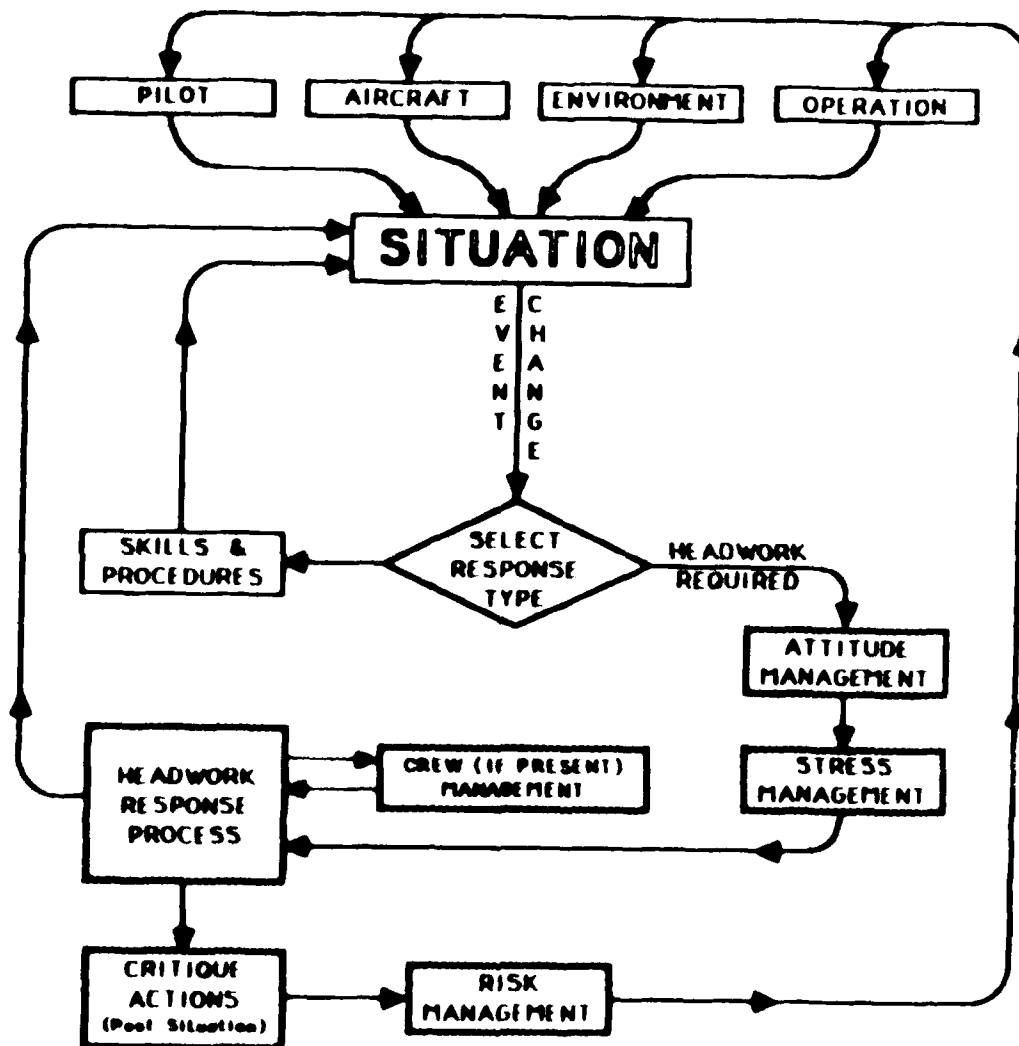 PILOT
AIRCRAFT
ENVIRONMENT
OPERATION
SITUATION
EVENT
CHANGE
SELECT
RESPONSE
TYPE
SKILLS &
PROCEDURES
HEADWORK
REQUIRED
ATTITUDE
MANAGEMENT
STRESS
MANAGEMENT
HEADWORK
RESPONSE
PROCESS
CREW (IF PRESENT)
MANAGEMENT
CRITIQUE
ACTIONS
(Post Situation)
RISK
MANAGEMENT